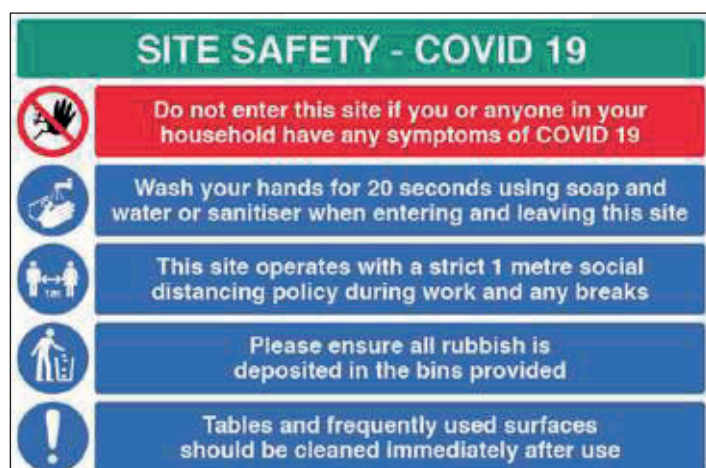 SITE SAFETY - COVID 19
Do not enter this site if you or anyone in your
household have any symptoms of COVID 19
Wash your hands for 20 seconds using soap and
water or sanitiser when entering and leaving this site
This site operates with a strict 1 metre social
distancing policy during work and any breaks
1m
Please ensure all rubbish is
deposited in the bins provided
Tables and frequently used surfaces
should be cleaned immediately after use